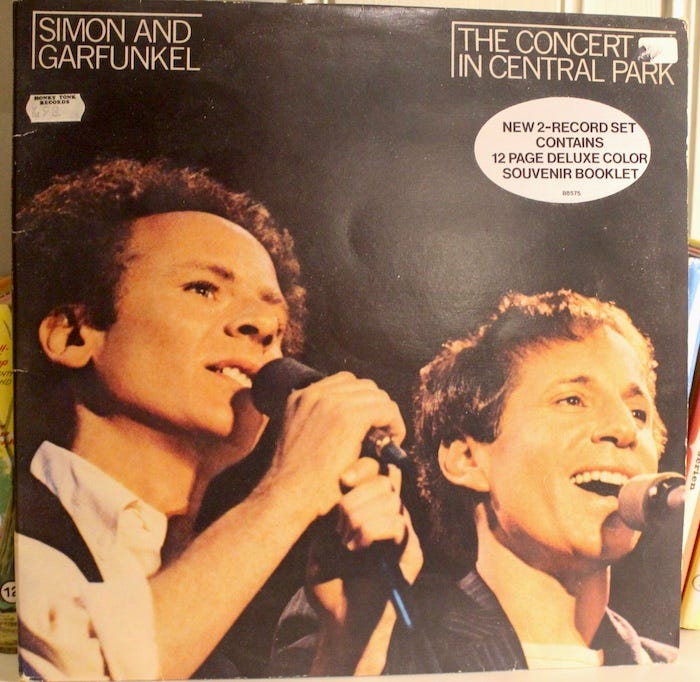 SIMON AND
GARFUNKEL
THE CONCERT
IN CENTRAL PARK
HONKY TONK
RECORDS
NEW 2-RECORD SET
CONTAINS
12 PAGE DELUXE COLOR
SOUVENIR BOOKLET
88575
12